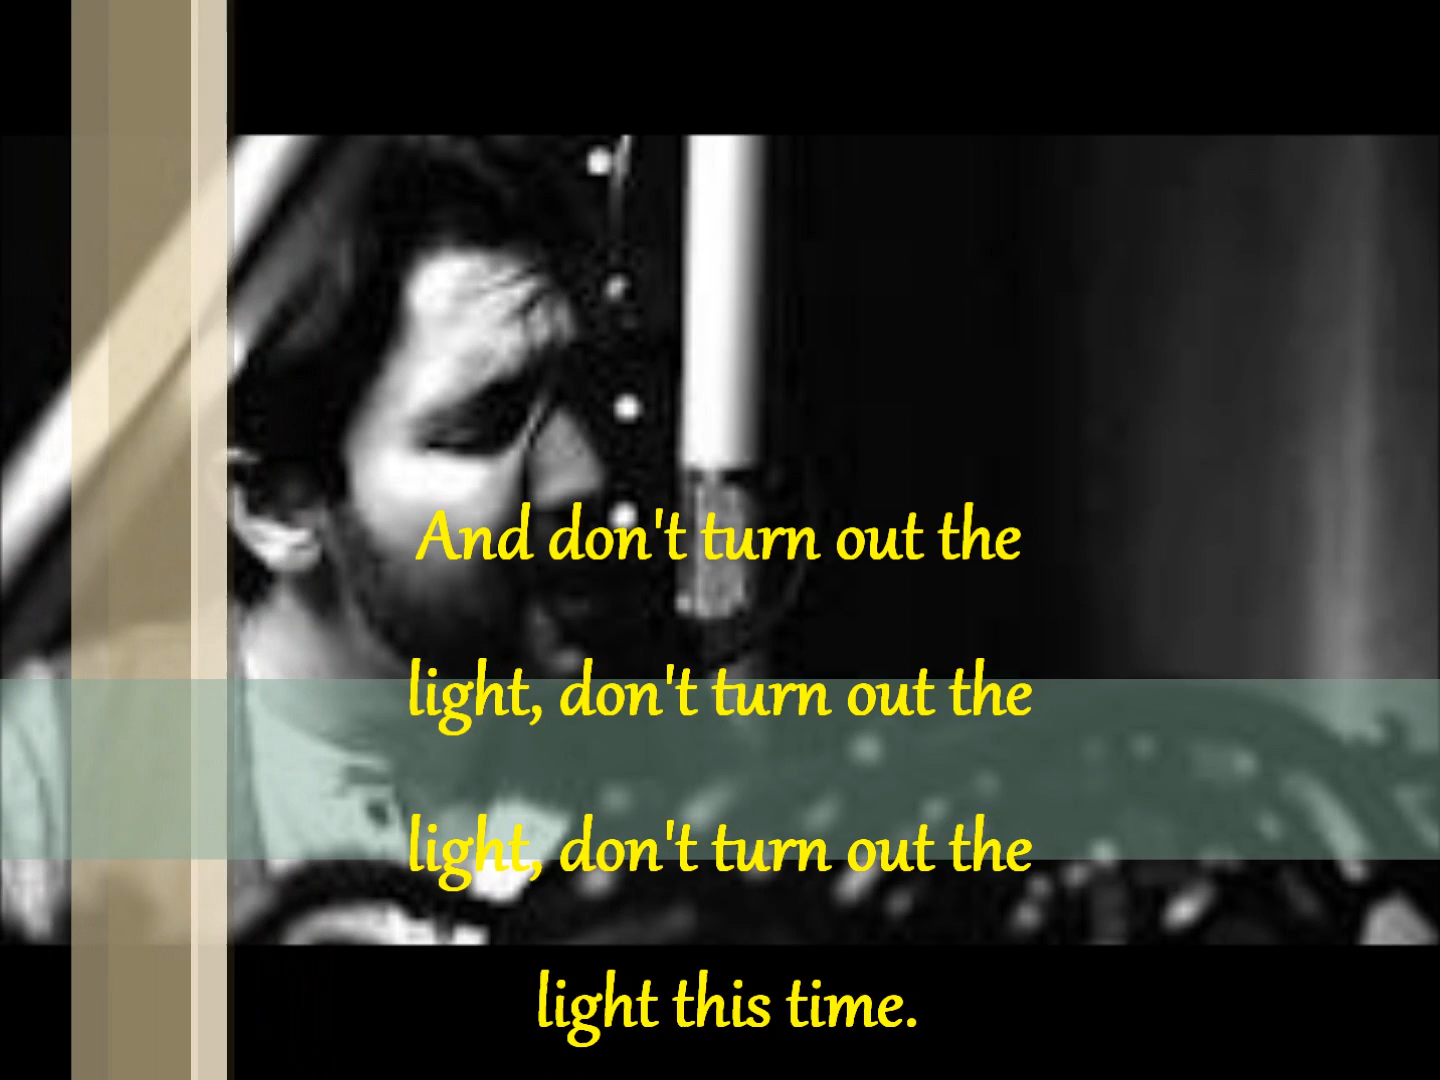 And don't turn out the
light, don't turn out the
light, don't turn out the
light this time.